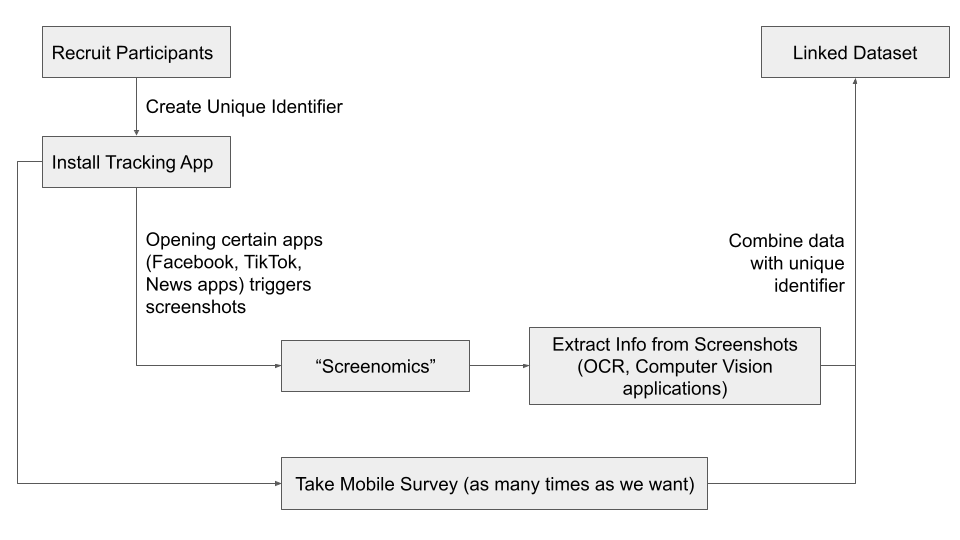 Recruit Participants
Linked Dataset
Create Unique Identifier
Install Tracking App
Opening certain apps
(Facebook, TikTok,
News apps) triggers
screenshots
Combine data
with unique
identifier
“Screenomics”
Extract Info from Screenshots
(OCR, Computer Vision
applications)
Take Mobile Survey (as many times as we want)